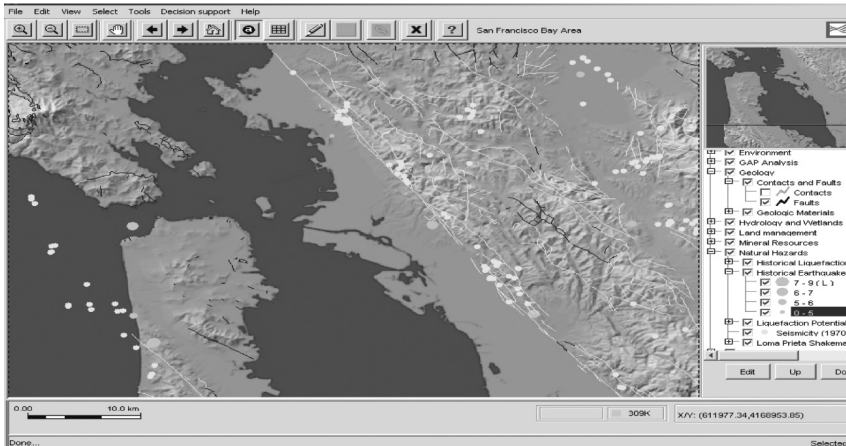 File Edit View Select Tools Decision support Help
San Francisco Bay Area
Environment
GAP Analysis
Geology
Contacts and Faults
Contacts
Faults
Geologic Materials
Hydrology and Wetlands
Land management
Mineral Resources
Natural Hazards
Historical Liquefaction
Historical Earthquake
7 - 9 ( L )
6 - 7
5 - 6
0 - 5
Liquefaction Potential
Seismicity (1970
Loma Prieta Shakema
Edit Up Do
0.00 10.0 km
309K X/Y: (611977.34,4168953.85)
Done... Selected